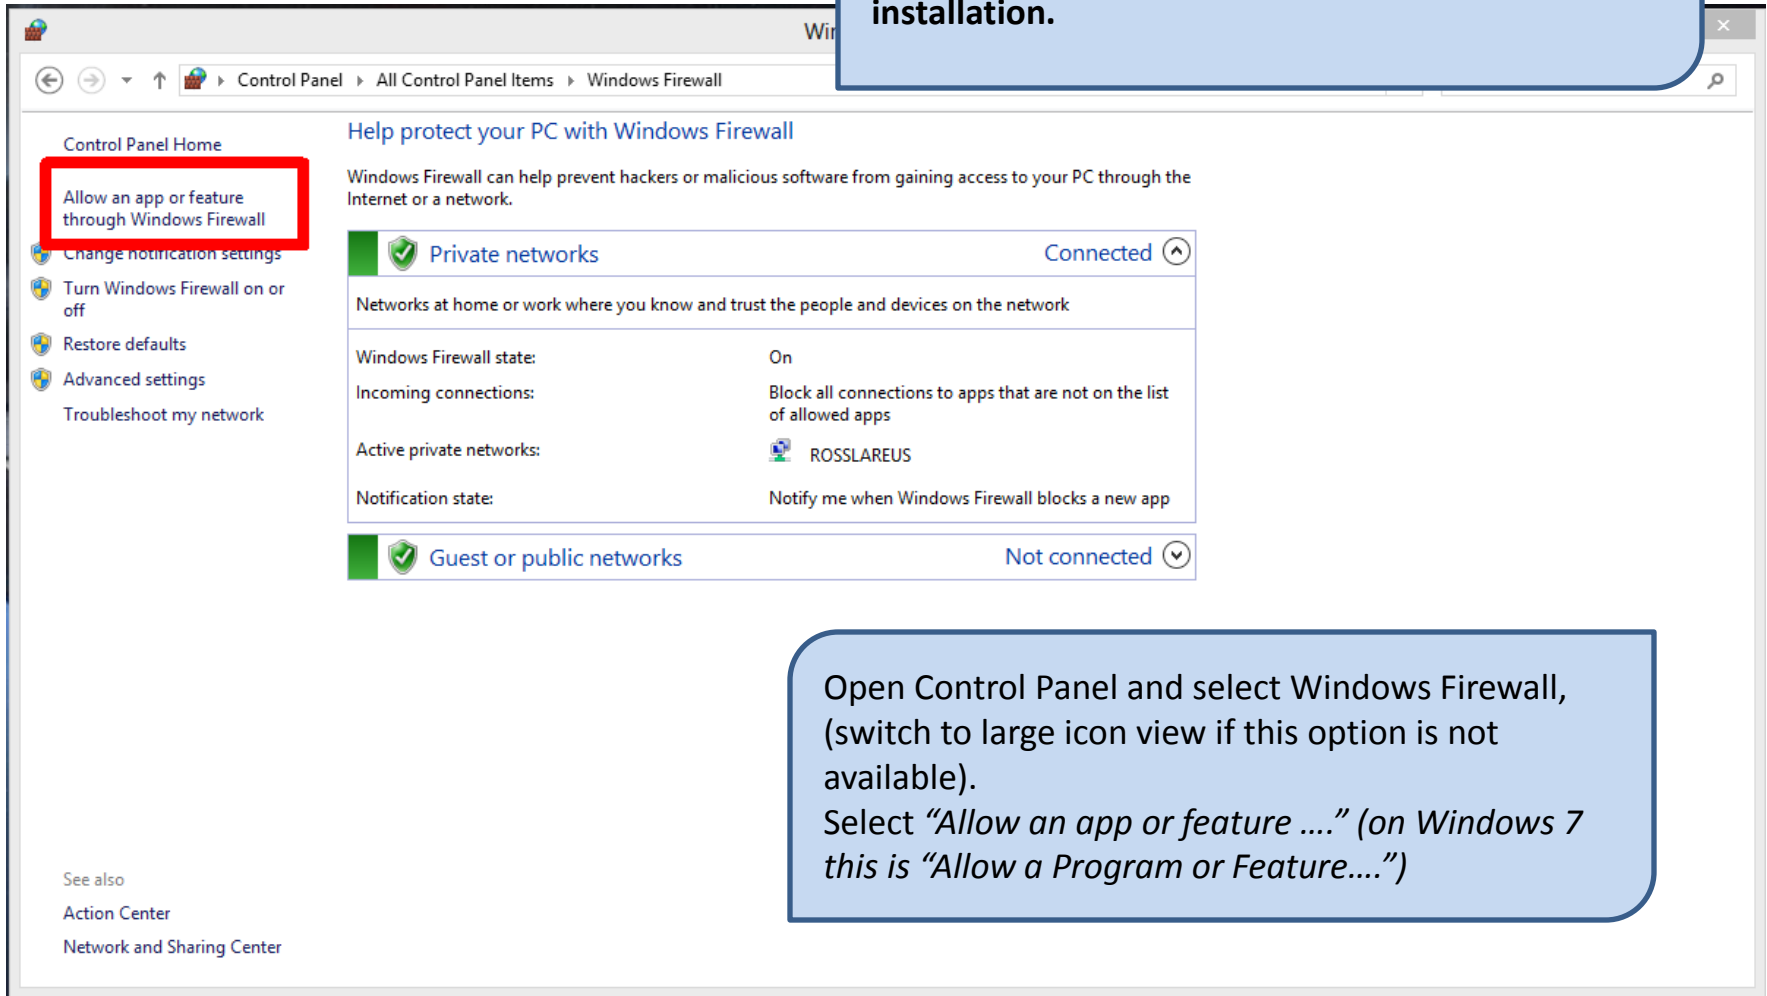 installation.
Win
Control Panel
All Control Panel Items
Windows Firewall
Control Panel Home
Allow an app or feature
through Windows Firewall
Change notification settings
Turn Windows Firewall on or
off
Restore defaults
Advanced settings
Troubleshoot my network
See also
Action Center
Network and Sharing Center
Help protect your PC with Windows Firewall
Windows Firewall can help prevent hackers or malicious software from gaining access to your PC through the
Internet or a network.
Private networks Connected
Networks at home or work where you know and trust the people and devices on the network
Windows Firewall state: On
Incoming connections: Block all connections to apps that are not on the list
of allowed apps
Active private networks: ROSSLAREUS
Notification state: Notify me when Windows Firewall blocks a new app
Guest or public networks Not connected
Open Control Panel and select Windows Firewall,
(switch to large icon view if this option is not
available).
Select “Allow an app or feature ….” (on Windows 7
this is “Allow a Program or Feature….”)